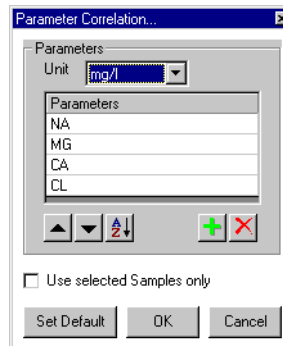 Parameter Correlation...
Parameters
Unit mg/l
Parameters
NA
MG
CA
CL
A
Z
Use selected Samples only
Set Default OK Cancel